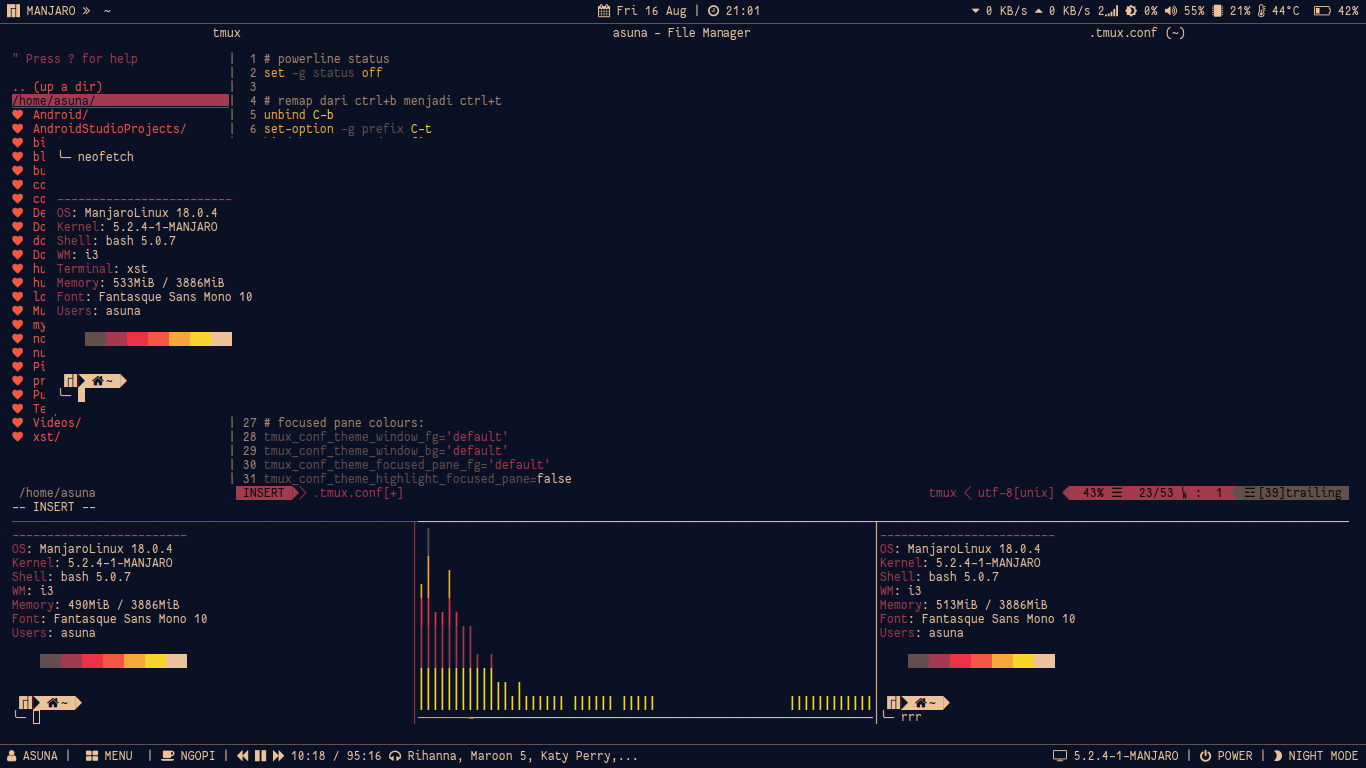 MANJARO » ~
Fri 16 Aug | 21:01
0 KB/s 0 KB/s 2 0% 55% 21% 44°C 42%
tmux
asuna - File Manager
.tmux.conf (~)
" Press ? for help
.. (up a dir)
/home/asuna/
Android/
AndroidStudioProjects/
bi
bl
bu
co
co
De
Do
do
Do
hu
hu
lo
Mu
my
no
nu
Pi
pr
Pu
Te
Videos/
xst/
1 # powerline status
2 set -g status off
3
4 # remap dari ctrl+b menjadi ctrl+t
5 unbind C-b
6 set-option -g prefix C-t
neofetch
-------------------------
OS: ManjaroLinux 18.0.4
Kernel: 5.2.4-1-MANJARO
Shell: bash 5.0.7
WM: i3
Terminal: xst
Memory: 533MiB / 3886MiB
Font: Fantasque Sans Mono 10
Users: asuna
~
27 # focused pane colours:
28 tmux_conf_theme_window_fg='default'
29 tmux_conf_theme_window_bg='default'
30 tmux_conf_theme_focused_pane_fg='default'
31 tmux_conf_theme_highlight_focused_pane=false
/home/asuna
INSERT .tmux.conf[+]
tmux < utf-8[unix] 43% ☰ 23/53 : 1 ☲[39]trailing
-- INSERT --
-------------------------
OS: ManjaroLinux 18.0.4
Kernel: 5.2.4-1-MANJARO
Shell: bash 5.0.7
WM: i3
Memory: 490MiB / 3886MiB
Font: Fantasque Sans Mono 10
Users: asuna
~
-------------------------
OS: ManjaroLinux 18.0.4
Kernel: 5.2.4-1-MANJARO
Shell: bash 5.0.7
WM: i3
Memory: 513MiB / 3886MiB
Font: Fantasque Sans Mono 10
Users: asuna
~
rrr
ASUNA | MENU | NGOPI | 10:18 / 95:16 Rihanna, Maroon 5, Katy Perry,...
5.2.4-1-MANJARO | POWER | NIGHT MODE